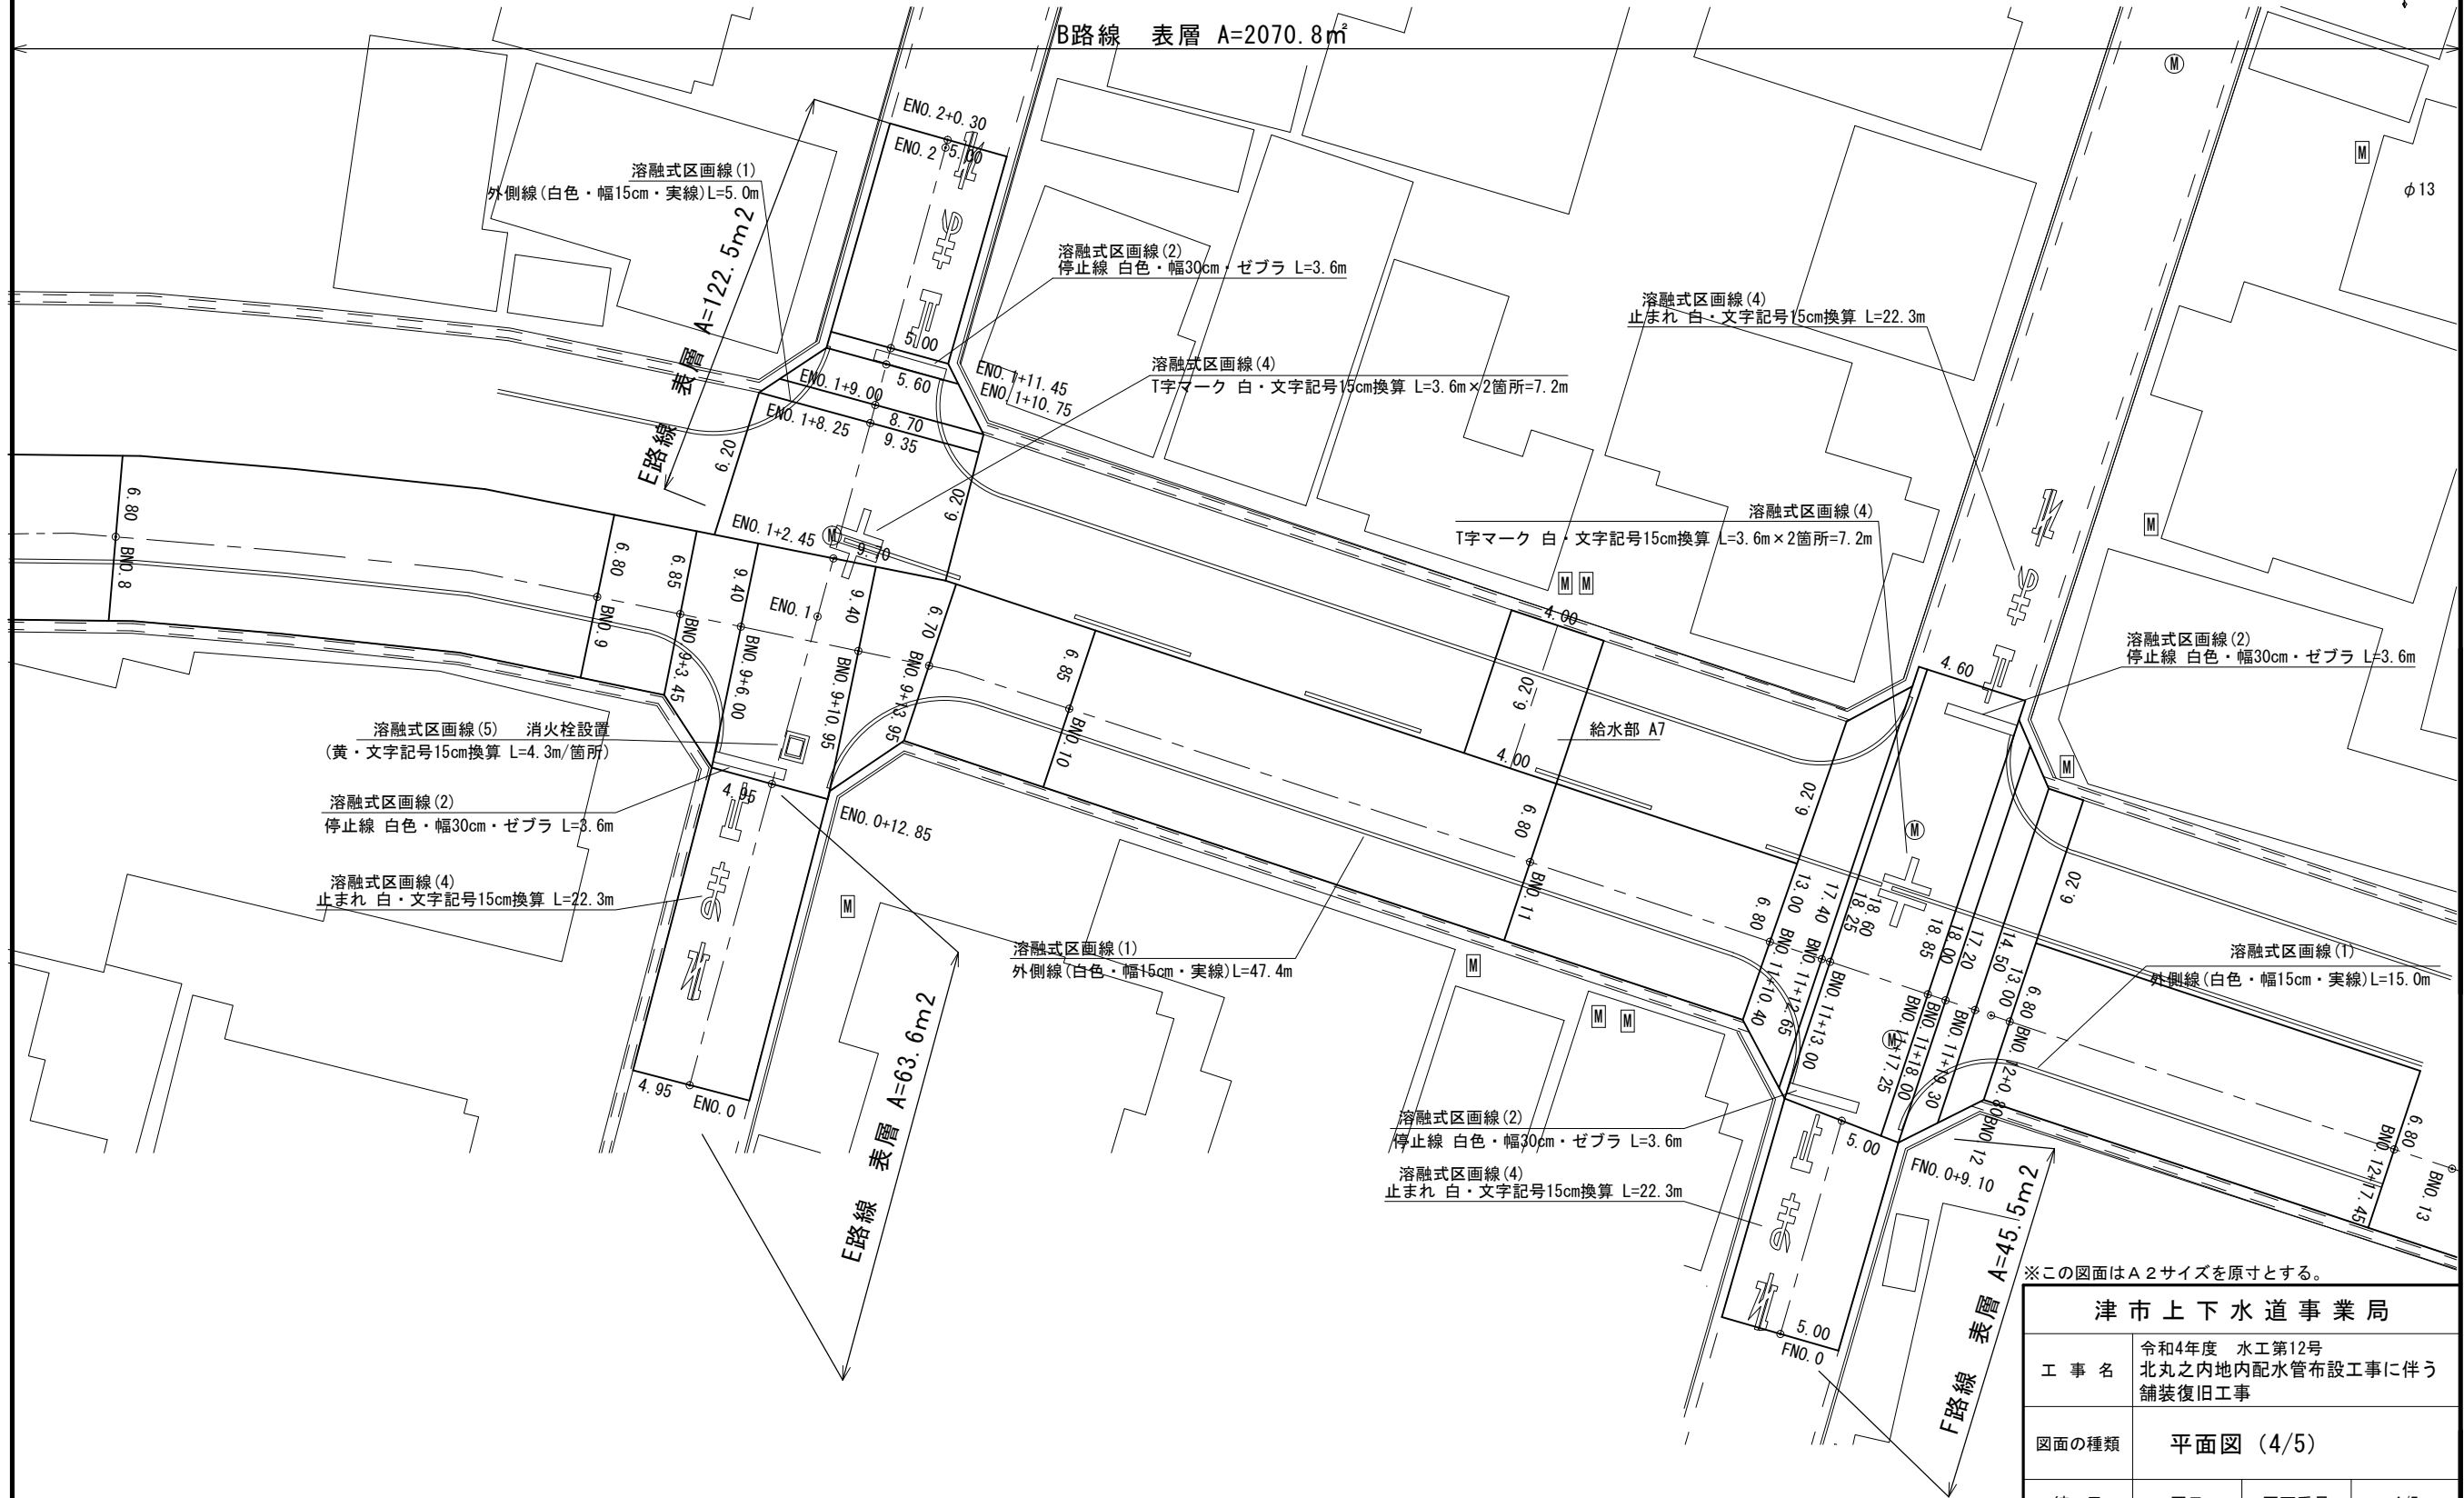 B路線　表層 A=2070.8㎡
ENO.2+0.30
ENO.2
5.00
溶融式区画線(1)
外側線(白色・幅15cm・実線)L=5.0m
E路線　表層 A=122.5m2
止まれ
溶融式区画線(2)
停止線 白色・幅30cm・ゼブラ L=3.6m
溶融式区画線(4)
T字マーク 白・文字記号15cm換算 L=3.6m×2箇所=7.2m
溶融式区画線(4)
止まれ 白・文字記号15cm換算 L=22.3m
M
M
φ13
5.00
5.60
ENO.1+11.45
ENO.1+10.75
ENO.1+9.00
8.70
ENO.1+8.25
9.35
6.20
6.20
ENO.1+2.45
M
9.10
ENO.1
溶融式区画線(4)
T字マーク 白・文字記号15cm換算 L=3.6m×2箇所=7.2m
止まれ
M
M M
溶融式区画線(2)
停止線 白色・幅30cm・ゼブラ L=3.6m
4.60
M
6.80
BNO.8
6.80
BNO.9
6.85
BNO.9+3.45
9.40
BNO.9+6.00
9.40
BNO.9+10.95
6.70
BNO.9+13.95
6.85
BNO.10
4.00
6.20
4.00
給水部 A7
6.80
BNO.11
6.20
6.80
13.00
BNO.11+10.40
17.40
BNO.11+12.65
18.25
18.60
BNO.11+13.00
M
M
18.85
BNO.11+17.25
18.00
BNO.11+18.00
17.20
BNO.11+19.30
14.50
BNO.12
13.00
6.80
BNO.12+0.80
6.20
6.80
BNO.12+17.45
BNO.13
溶融式区画線(5)　消火栓設置
(黄・文字記号15cm換算 L=4.3m/箇所)
溶融式区画線(2)
停止線 白色・幅30cm・ゼブラ L=3.6m
溶融式区画線(4)
止まれ 白・文字記号15cm換算 L=22.3m
4.95
ENO.0+12.85
止まれ
M
4.95
ENO.0
E路線　表層 A=63.6m2
溶融式区画線(1)
外側線(白色・幅15cm・実線)L=47.4m
M
M M
溶融式区画線(1)
外側線(白色・幅15cm・実線)L=15.0m
溶融式区画線(2)
停止線 白色・幅30cm・ゼブラ L=3.6m
溶融式区画線(4)
止まれ 白・文字記号15cm換算 L=22.3m
5.00
FNO.0+9.10
止まれ
5.00
FNO.0
F路線　表層 A=45.5m2
※この図面はA2サイズを原寸とする。
津市上下水道事業局
工事名
令和4年度　水工第12号
北丸之内地内配水管布設工事に伴う
舗装復旧工事
図面の種類
平面図 (4/5)